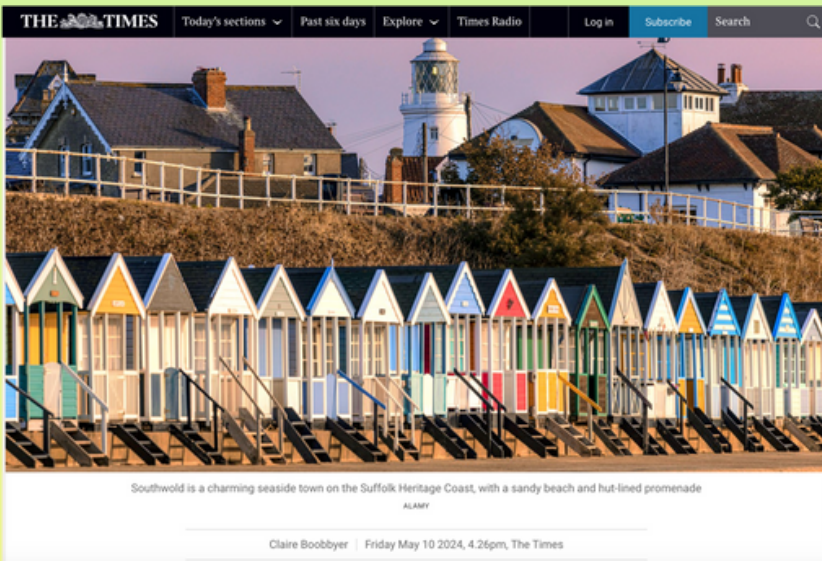 THE TIMES Today's sections Past six days Explore Times Radio Log in Subscribe Search
Southwold is a charming seaside town on the Suffolk Heritage Coast, with a sandy beach and hut-lined promenade
ALAMY
Claire Boobbyer Friday May 10 2024, 4.26pm, The Times